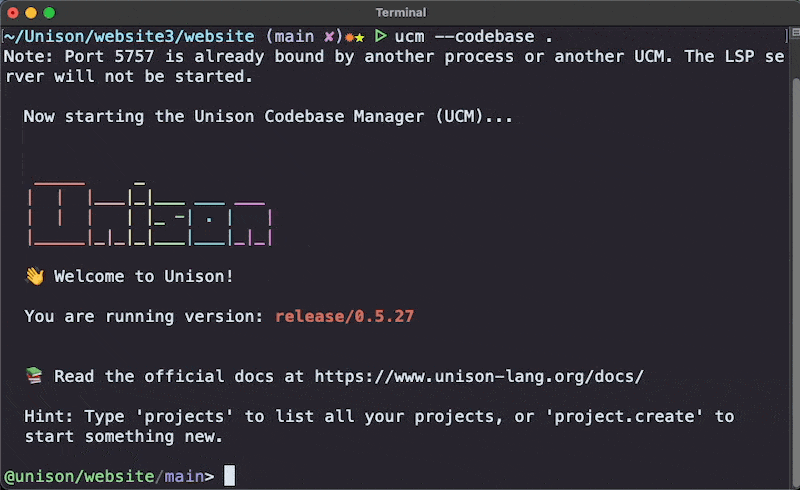 Terminal
~/Unison/website3/website (main ✘)✹★ ᐅ ucm --codebase .
Note: Port 5757 is already bound by another process or another UCM. The LSP se
rver will not be started.
Now starting the Unison Codebase Manager (UCM)...
Unison
👋 Welcome to Unison!
You are running version: release/0.5.27
📚 Read the official docs at https://www.unison-lang.org/docs/
Hint: Type 'projects' to list all your projects, or 'project.create' to
start something new.
@unison/website/main>